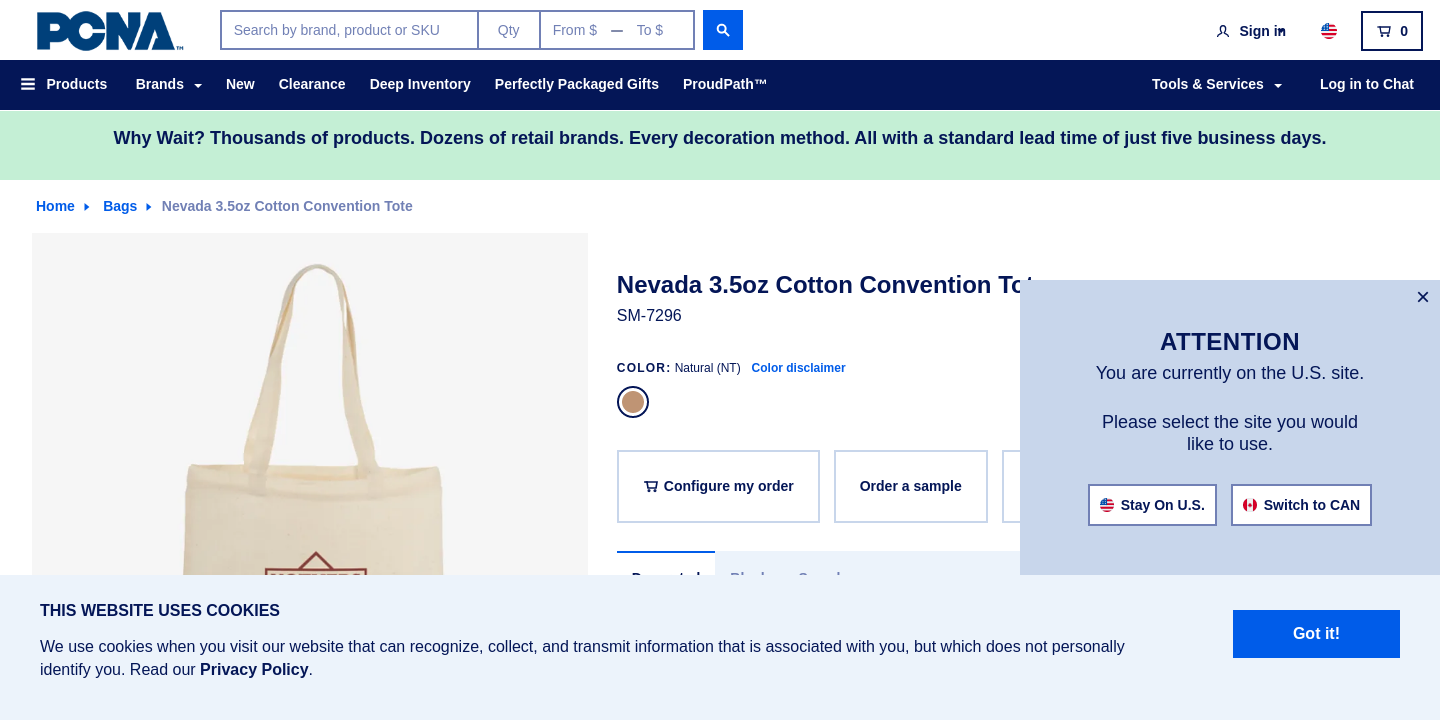 PCNA™
Search by brand, product or SKU
Qty
From $ — To $
Sign in
0
Products
Brands
New
Clearance
Deep Inventory
Perfectly Packaged Gifts
ProudPath™
Tools & Services
Log in to Chat
Why Wait? Thousands of products. Dozens of retail brands. Every decoration method. All with a standard lead time of just five business days.
Home
Bags
Nevada 3.5oz Cotton Convention Tote
Nevada 3.5oz Cotton Convention Tot
SM-7296
COLOR: Natural (NT) Color disclaimer
Configure my order
Order a sample
×
ATTENTION
You are currently on the U.S. site.
Please select the site you would
like to use.
Stay On U.S.
Switch to CAN
THIS WEBSITE USES COOKIES
We use cookies when you visit our website that can recognize, collect, and transmit information that is associated with you, but which does not personally
identify you. Read our Privacy Policy.
Got it!